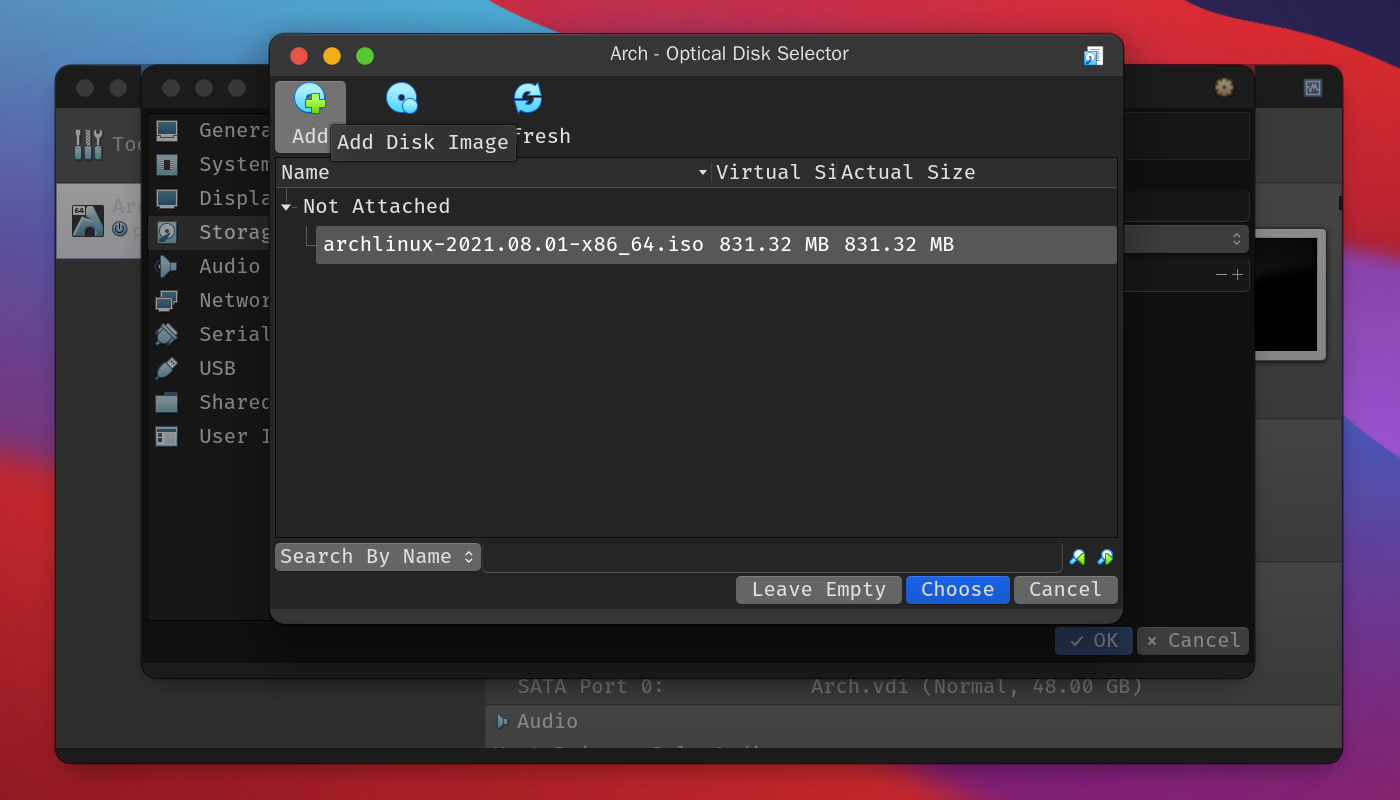 Arch - Optical Disk Selector
Add
fresh
Add Disk Image
Name Virtual Si Actual Size
Not Attached
archlinux-2021.08.01-x86_64.iso 831.32 MB 831.32 MB
Search By Name
Leave Empty Choose Cancel
Too
Ar
64
Genera
System
Displa
Storag
Audio
Networ
Serial
USB
Shared
User I
OK Cancel
SATA Port 0: Arch.vdi (Normal, 48.00 GB)
Audio